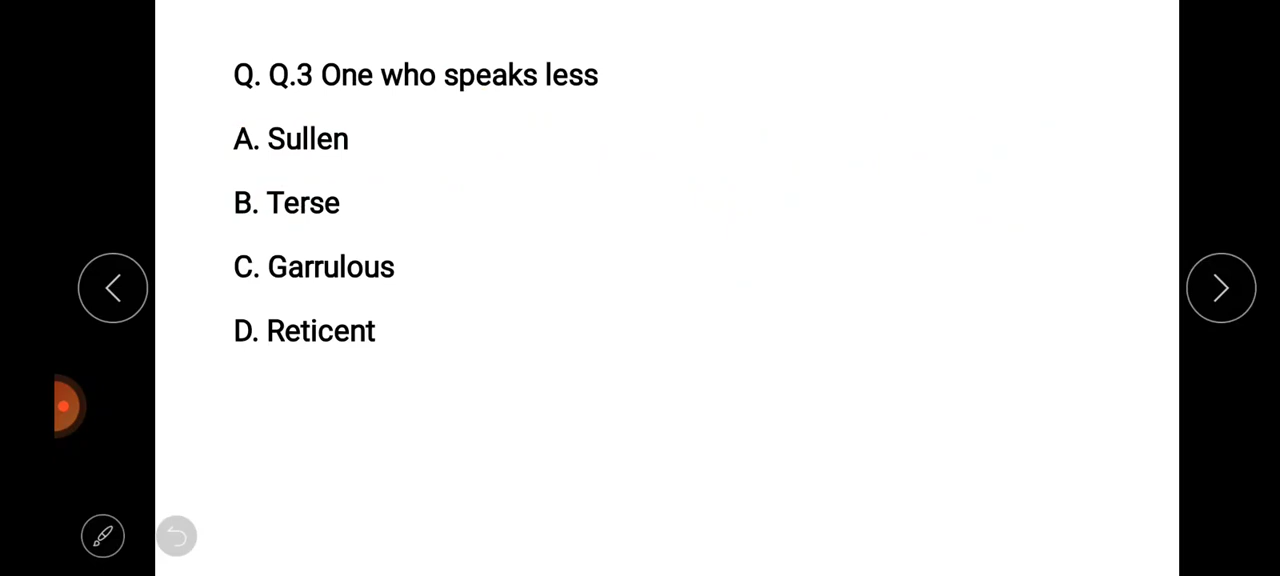 Q. Q.3 One who speaks less
A. Sullen
B. Terse
C. Garrulous
D. Reticent